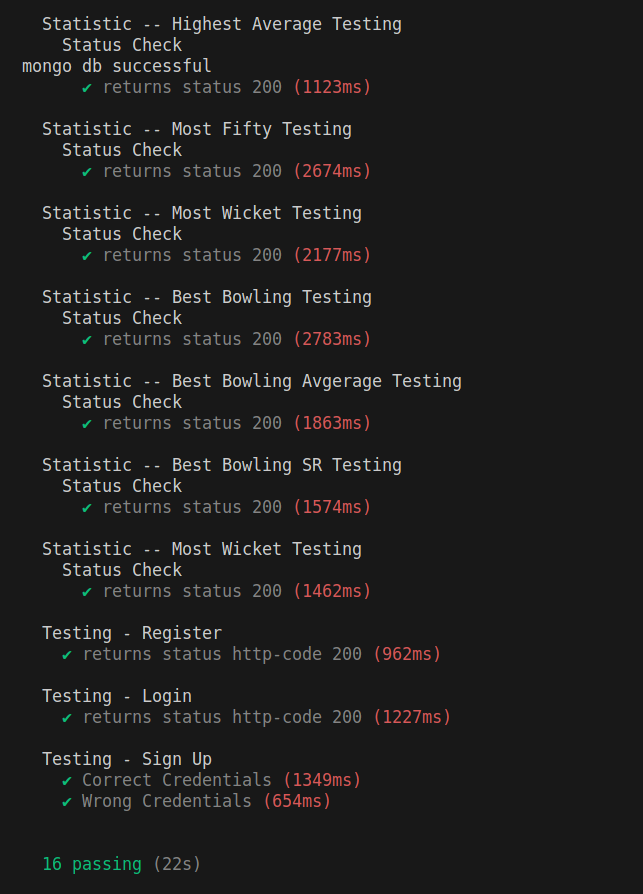 Statistic -- Highest Average Testing
Status Check
mongo db successful
✔ returns status 200 (1123ms)
Statistic -- Most Fifty Testing
Status Check
✔ returns status 200 (2674ms)
Statistic -- Most Wicket Testing
Status Check
✔ returns status 200 (2177ms)
Statistic -- Best Bowling Testing
Status Check
✔ returns status 200 (2783ms)
Statistic -- Best Bowling Avgerage Testing
Status Check
✔ returns status 200 (1863ms)
Statistic -- Best Bowling SR Testing
Status Check
✔ returns status 200 (1574ms)
Statistic -- Most Wicket Testing
Status Check
✔ returns status 200 (1462ms)
Testing - Register
✔ returns status http-code 200 (962ms)
Testing - Login
✔ returns status http-code 200 (1227ms)
Testing - Sign Up
✔ Correct Credentials (1349ms)
✔ Wrong Credentials (654ms)
16 passing (22s)